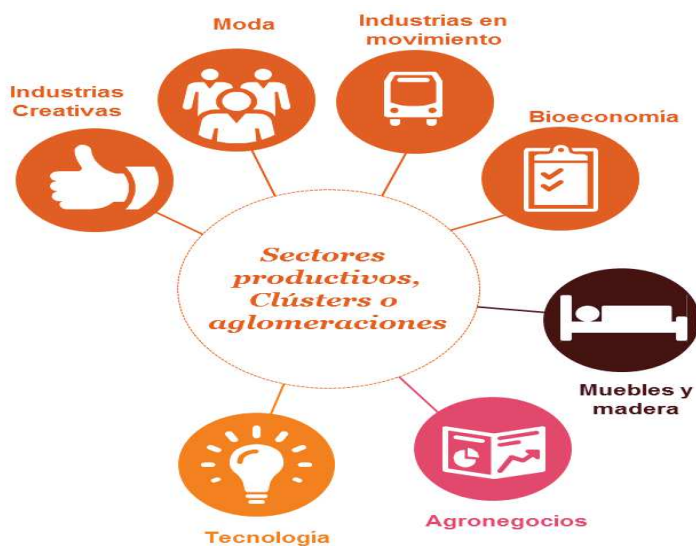 Moda
Industrias en
movimiento
Industrias
Creativas
Bioeconomía
Sectores
productivos,
Clústers o
aglomeraciones
Muebles y
madera
Agronegocios
Tecnología